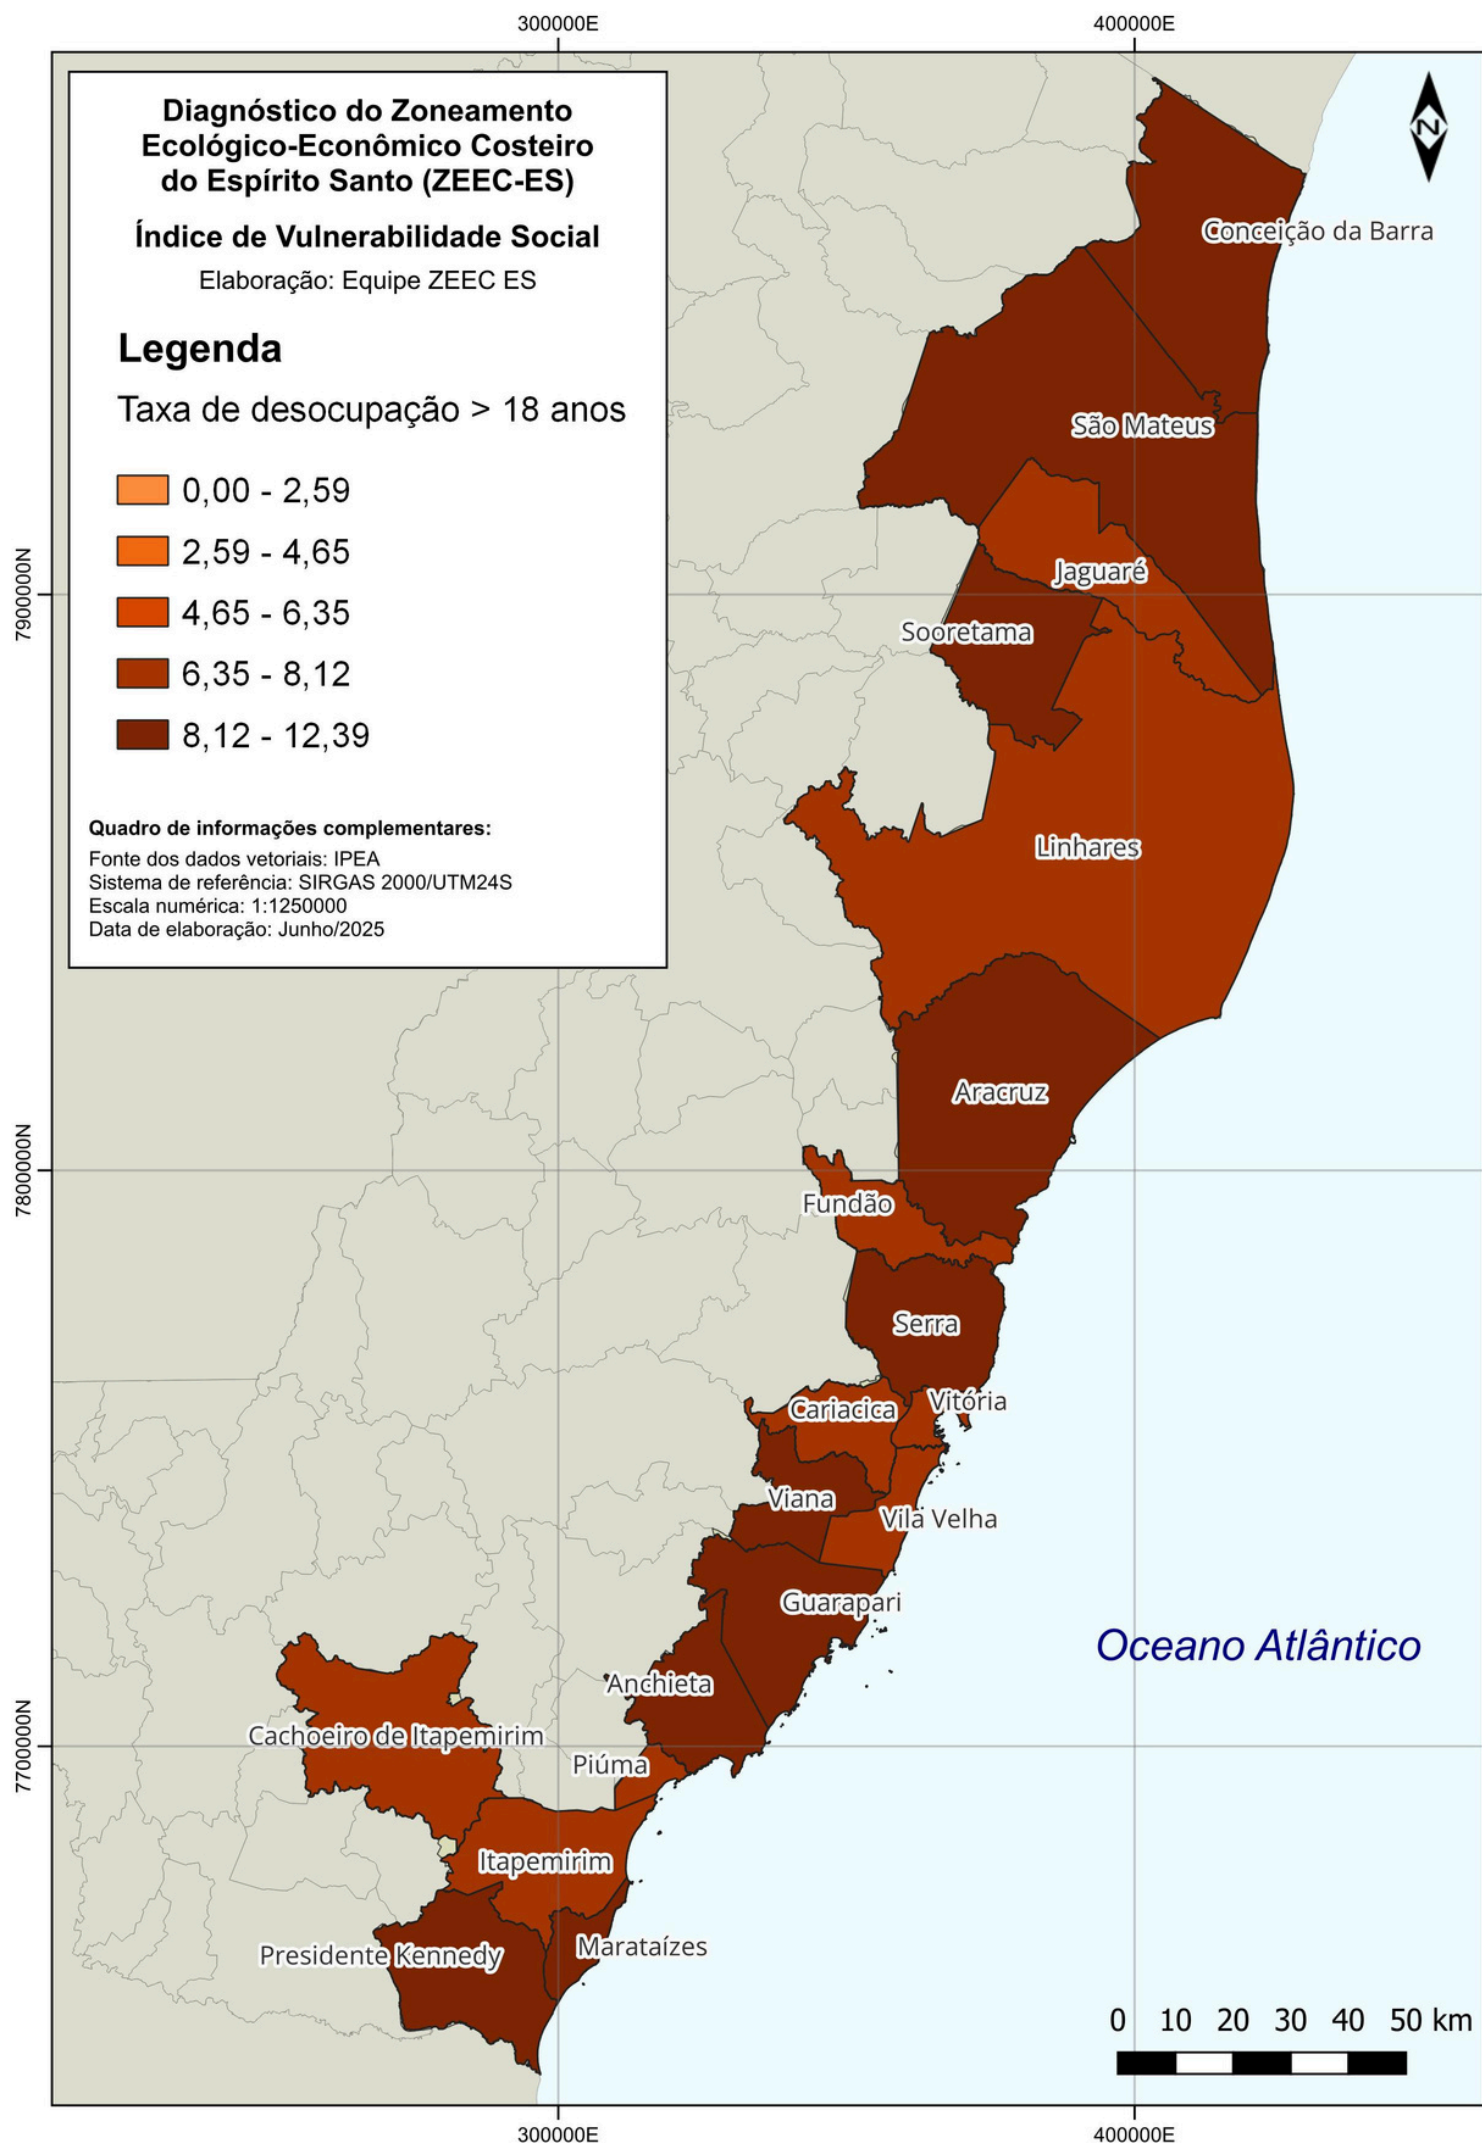 300000E
400000E
Diagnóstico do Zoneamento
Ecológico-Econômico Costeiro
do Espírito Santo (ZEEC-ES)
Índice de Vulnerabilidade Social
Elaboração: Equipe ZEEC ES
Legenda
Taxa de desocupação > 18 anos
0,00 - 2,59
2,59 - 4,65
4,65 - 6,35
6,35 - 8,12
8,12 - 12,39
Quadro de informações complementares:
Fonte dos dados vetoriais: IPEA
Sistema de referência: SIRGAS 2000/UTM24S
Escala numérica: 1:1250000
Data de elaboração: Junho/2025
N
Conceição da Barra
São Mateus
Jaguaré
7900000N
Sooretama
Linhares
Aracruz
7800000N
Fundão
Serra
Vitória
Cariacica
Viana
Vila Velha
Guarapari
Oceano Atlântico
Anchieta
Cachoeiro de Itapemirim
7700000N
Piúma
Itapemirim
Marataízes
Presidente Kennedy
0 10 20 30 40 50 km
300000E
400000E